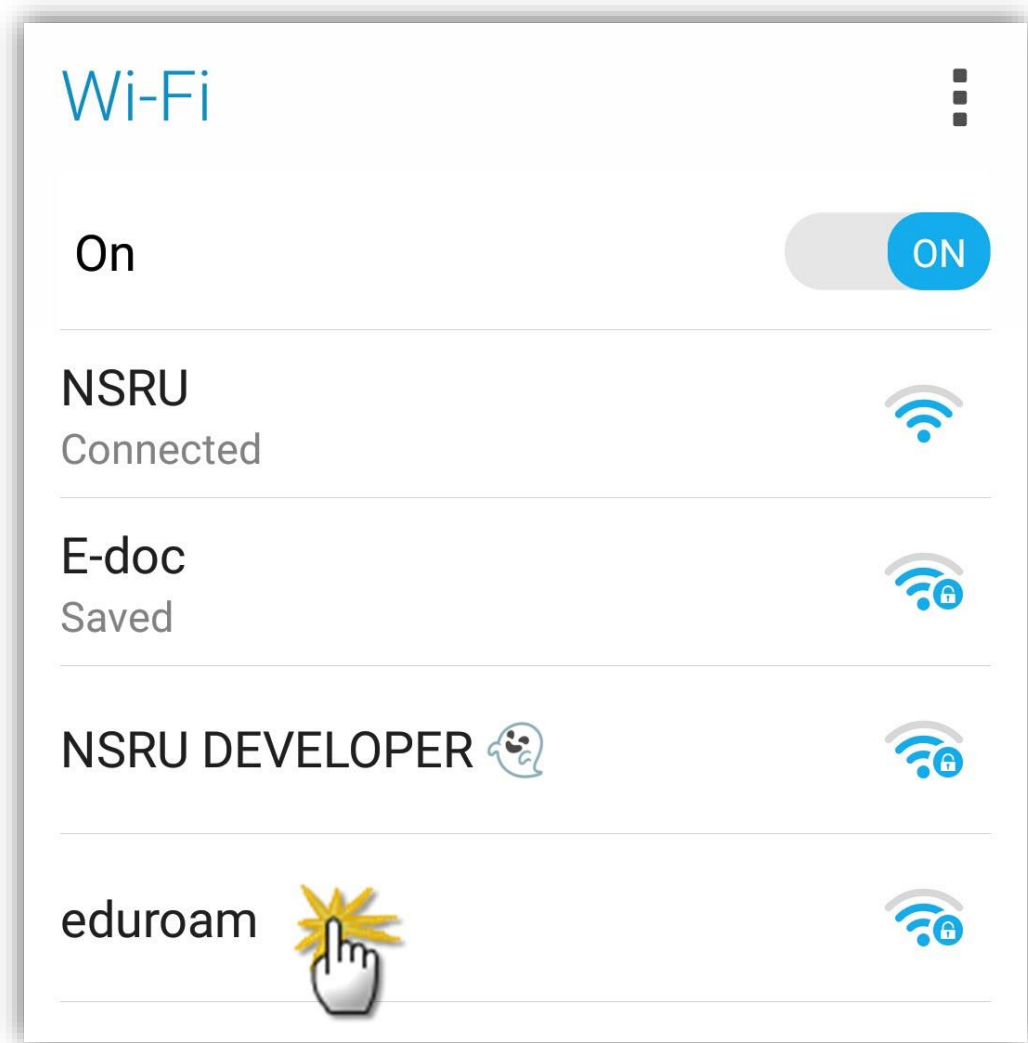 Wi-Fi
On
ON
NSRU
Connected
E-doc
Saved
NSRU DEVELOPER 👻
eduroam